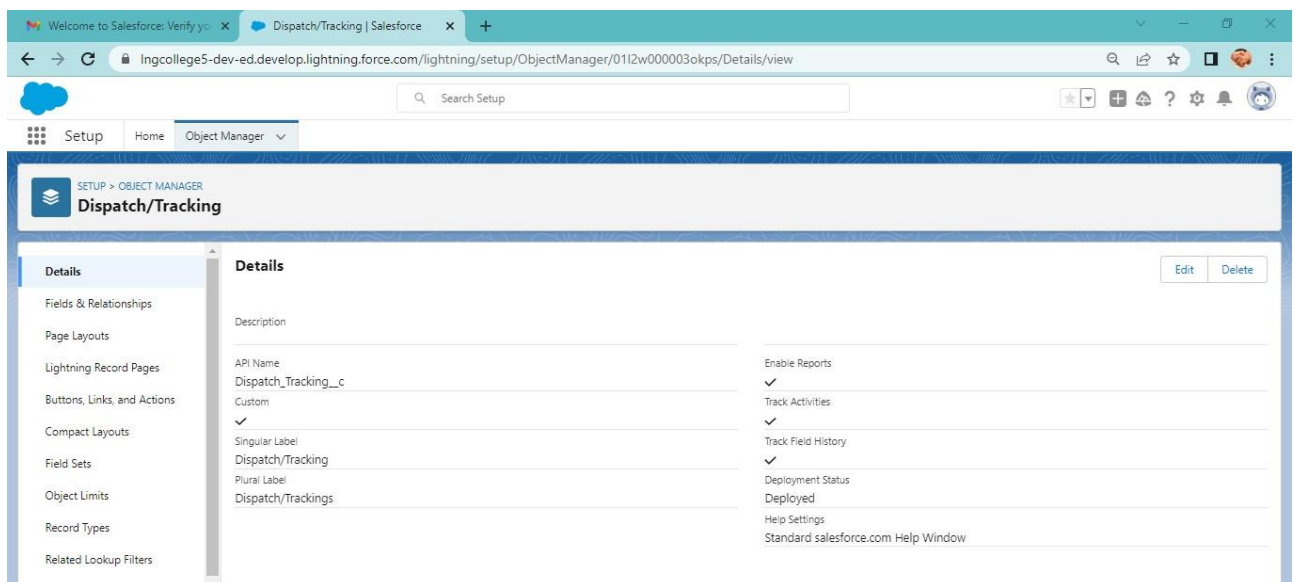 Welcome to Salesforce: Verify yo
Dispatch/Tracking | Salesforce
lngcollege5-dev-ed.develop.lightning.force.com/lightning/setup/ObjectManager/01I2w000003okps/Details/view
Search Setup
Setup
Home
Object Manager
SETUP > OBJECT MANAGER
Dispatch/Tracking
Details
Fields & Relationships
Page Layouts
Lightning Record Pages
Buttons, Links, and Actions
Compact Layouts
Field Sets
Object Limits
Record Types
Related Lookup Filters
Details
Edit
Delete
Description
API Name
Dispatch_Tracking__c
Custom
Singular Label
Dispatch/Tracking
Plural Label
Dispatch/Trackings
Enable Reports
Track Activities
Track Field History
Deployment Status
Deployed
Help Settings
Standard salesforce.com Help Window